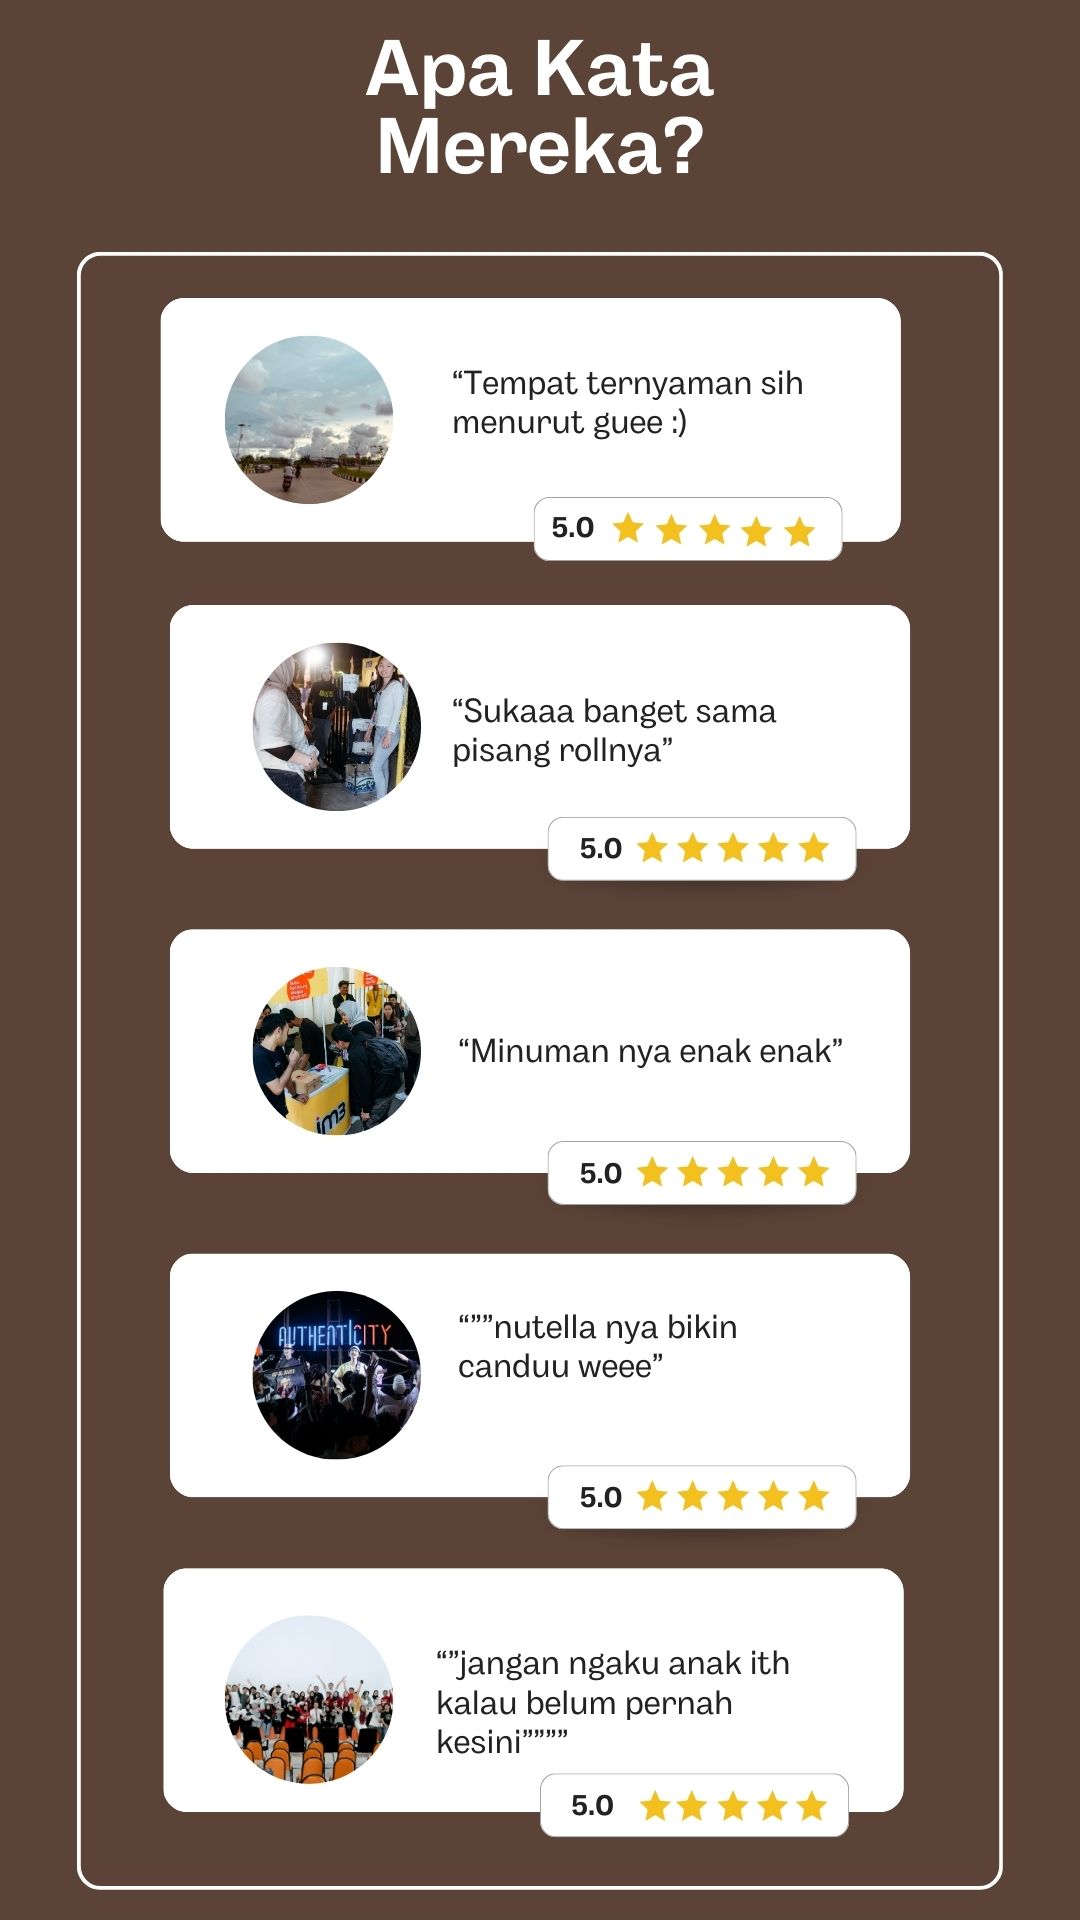 Apa Kata
Mereka?
“Tempat ternyaman sih
menurut guee :)
5.0
“Sukaaa banget sama
pisang rollnya”
5.0
“Minuman nya enak enak”
im3
5.0
AUTHENTICITY
“””nutella nya bikin
canduu weee”
5.0
“”jangan ngaku anak ith
kalau belum pernah
kesini””””
5.0